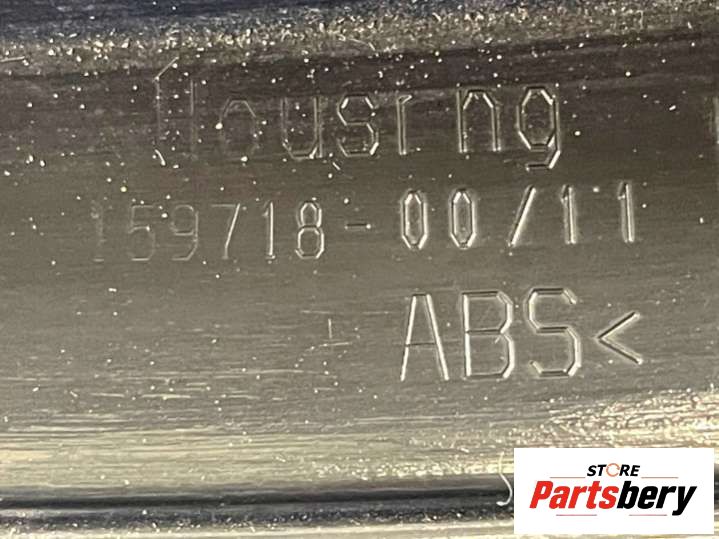 Housing
159718-00/11
ABS<
STORE
Partsbery